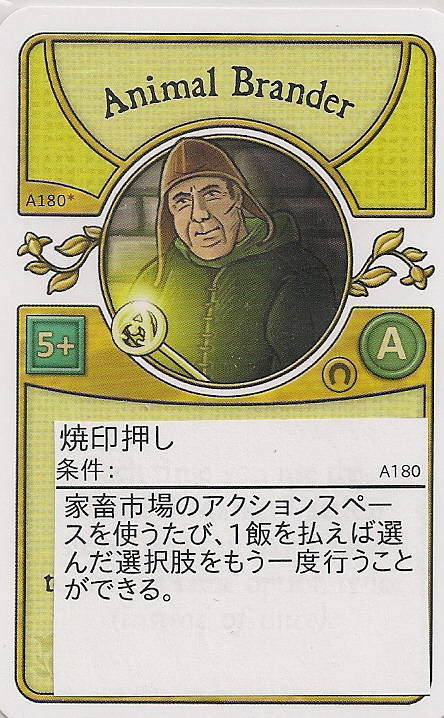 Animal Brander
A180*
5+
A
焼印押し
条件:
A180
家畜市場のアクションスペー
スを使うたび、1飯を払えば選
んだ選択肢をもう一度行うこと
ができる。